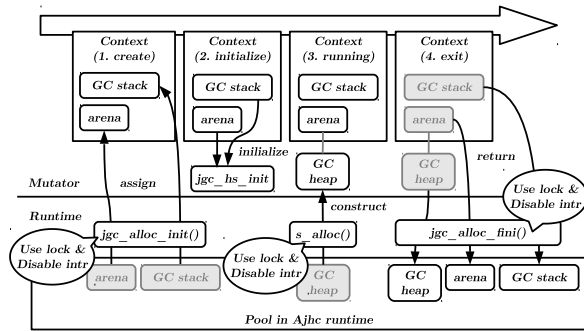 Context
(1. create)
Context
(2. initialize)
Context
(3. running)
Context
(4. exit)
GC stack
GC stack
GC stack
GC stack
arena
arena
arena
arena
inilialize
jgc_hs_init
GC
heap
GC
heap
return
Mutator
assign
construct
Use lock &
Disable intr
Runtime
jgc_alloc_init()
s_alloc()
jgc_alloc_fini()
Use lock &
Disable intr
Use lock &
Disable intr
arena
GC stack
GC
heap
GC
heap
arena
GC stack
Pool in Ajhc runtime